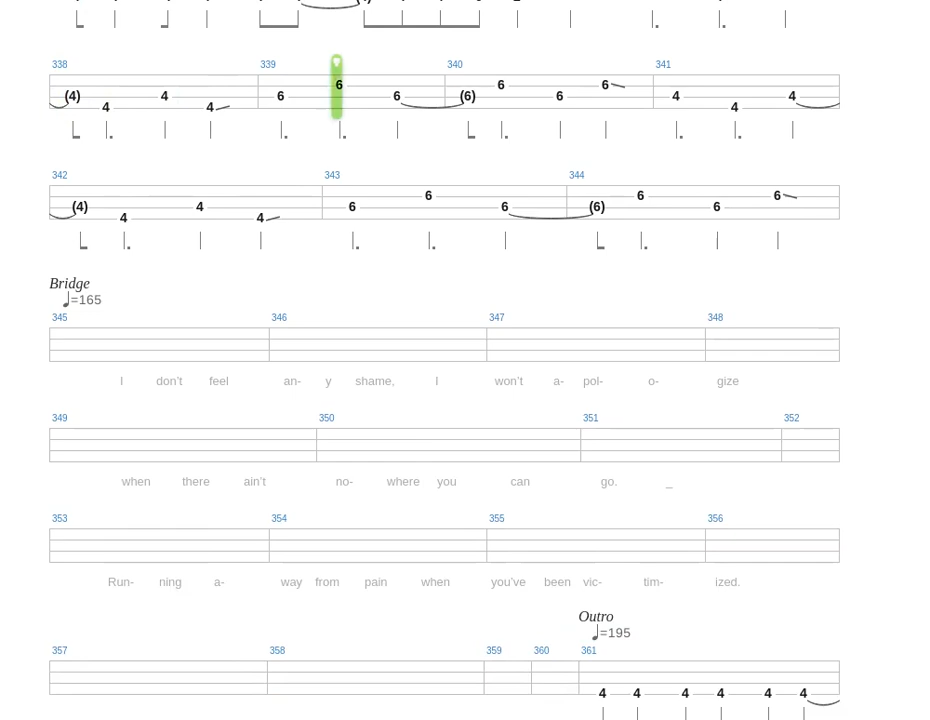 338 339 340 341
6 6 6
(4) 4 6 6 (6) 6 4 4
4 4 4
342 343 344
6 6 6
(4) 4 6 6 (6) 6
4 4
Bridge
=165
345 346 347 348
I don't feel an- y shame, I won't a- pol- o- gize
349 350 351 352
when there ain't no- where you can go. _
353 354 355 356
Run- ning a- way from pain when you've been vic- tim- ized.
Outro
=195
357 358 359 360 361
4 4 4 4 4 4